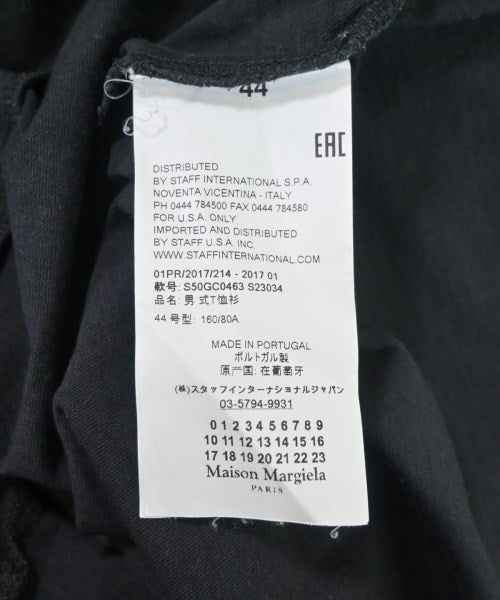 44
EAC
DISTRIBUTED
BY STAFF INTERNATIONAL S.P.A.
NOVENTA VICENTINA - ITALY
PH 0444 784500 FAX 0444 784580
FOR U.S.A. ONLY
IMPORTED AND DISTRIBUTED
BY STAFF U.S.A. INC.
WWW.STAFFINTERNATIONAL.COM
01PR/2017/214 - 2017 01
軟号: S50GC0463 S23034
品名: 男 式T恤衫
44 号型: 160/80A
MADE IN PORTUGAL
ポルトガル製
原产国: 在葡萄牙
(株)スタッフインターナショナルジャパン
03-5794-9931
0 1 2 3 4 5 6 7 8 9
10 11 12 13 14 15 16
17 18 19 20 21 22 23
Maison Margiela
PARIS